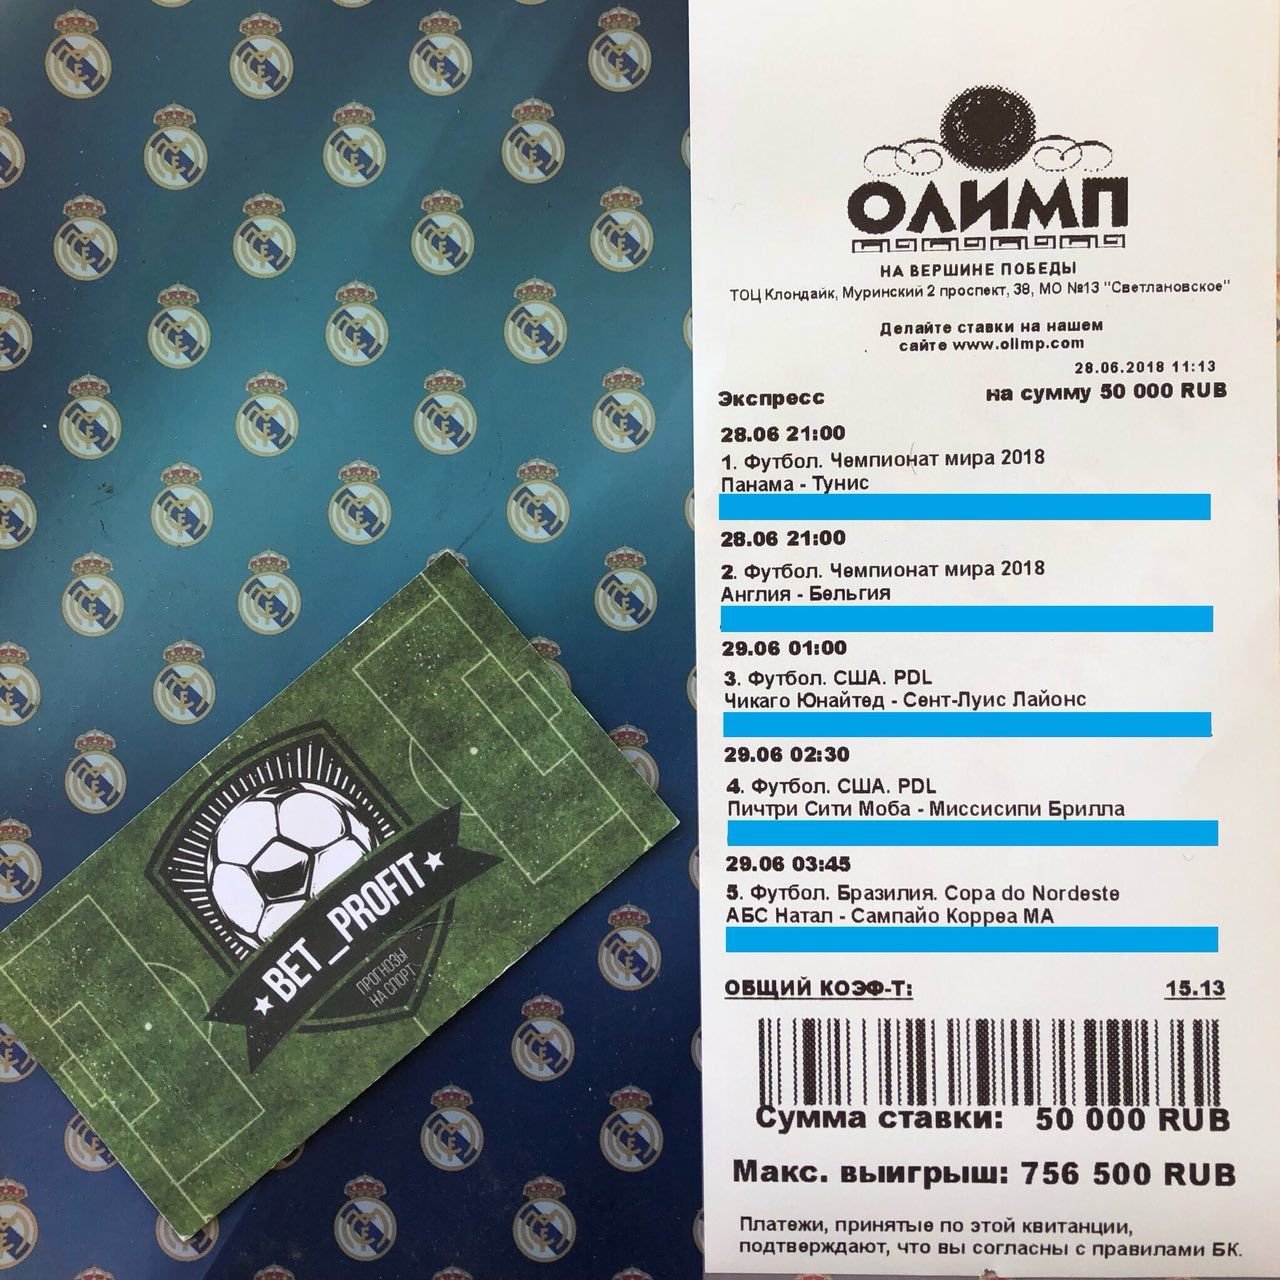 ОЛИМП
НА ВЕРШИНЕ ПОБЕДЫ
ТОЦ Клондайк, Муринский 2 проспект, 38, МО №13 "Светлановское"
Делайте ставки на нашем
сайте www.olimp.com
28.06.2018 11:13
Экспресс на сумму 50 000 RUB
28.06 21:00
1. Футбол. Чемпионат мира 2018
Панама - Тунис
28.06 21:00
2. Футбол. Чемпионат мира 2018
Англия - Бельгия
29.06 01:00
3. Футбол. США. PDL
Чикаго Юнайтед - Сент-Луис Лайонс
29.06 02:30
4. Футбол. США. PDL
Пичтри Сити Моба - Миссисипи Брилла
29.06 03:45
5. Футбол. Бразилия. Copa do Nordeste
АБС Натал - Сампайо Корреа МА
ОБЩИЙ КОЭФ-Т: 15.13
Сумма ставки: 50 000 RUB
Макс. выигрыш: 756 500 RUB
Платежи, принятые по этой квитанции,
подтверждают, что вы согласны с правилами БК.
BET_PROFIT
ПРОГНОЗЫ
НА СПОРТ